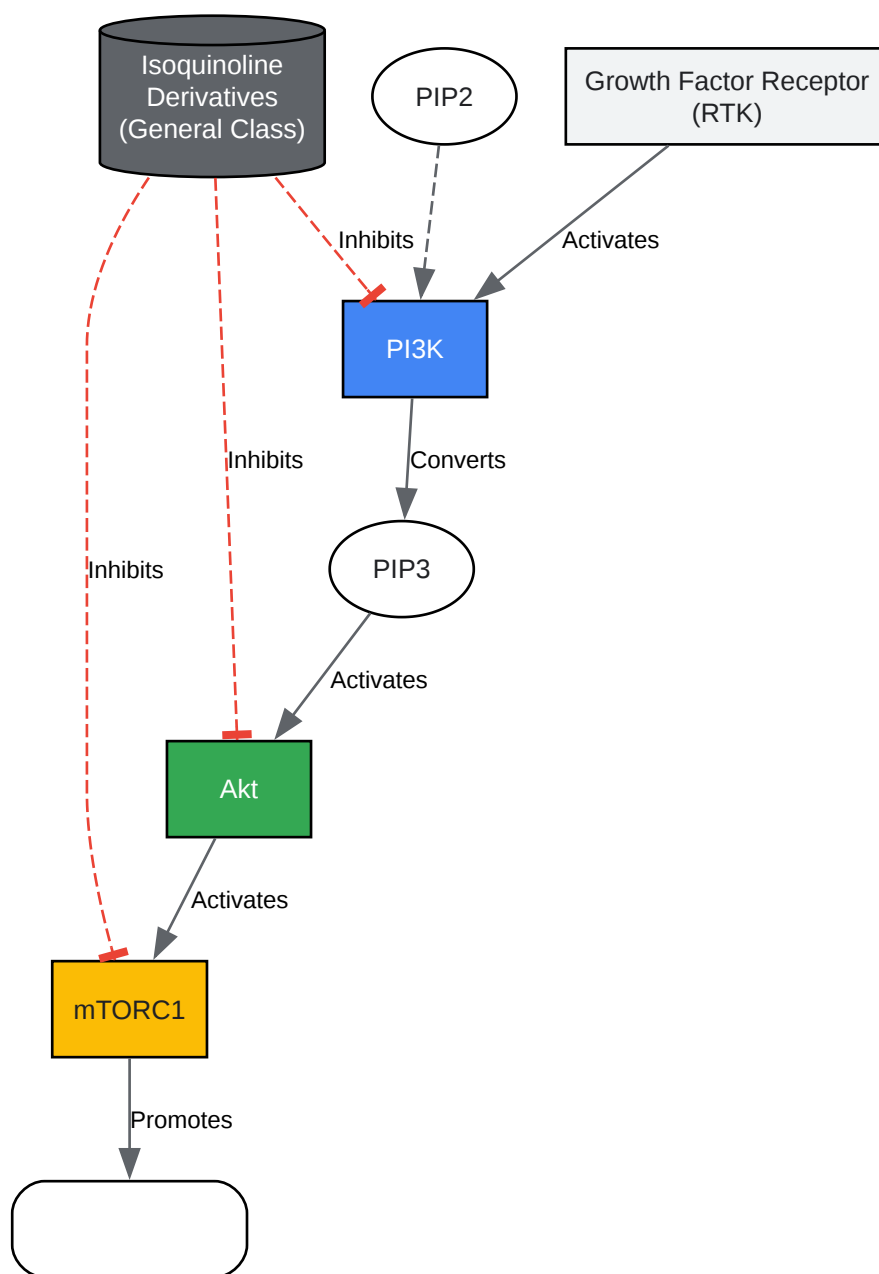 Isoquinoline
Derivatives
(General Class)
PIP2
Growth Factor Receptor
(RTK)
Inhibits
Activates
PI3K
Inhibits
Converts
Inhibits
PIP3
Activates
Akt
Activates
mTORC1
Promotes